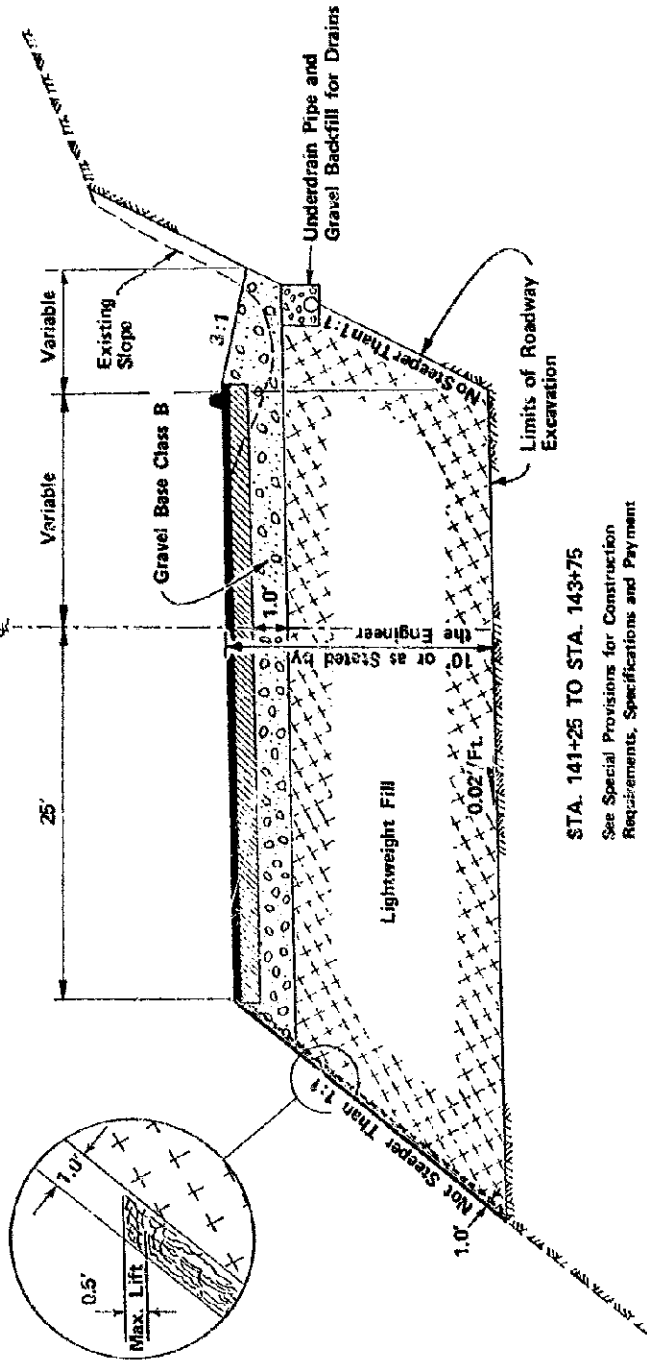 25'
Variable
Variable
Existing
Slope
3:1
Gravel Base Class B
1.0'
Underdrain Pipe and
Gravel Backfill for Drains
No Steeper Than 1:1
Limits of Roadway
Excavation
10' or as Stated by
the Engineer
Lightweight Fill
0.02'/Ft.
Not Steeper Than 1:1
1.0'
1.0'
0.5'
Max. Lift
STA. 141+25 TO STA. 143+75
See Special Provisions for Construction
Requirements, Specifications and Payment